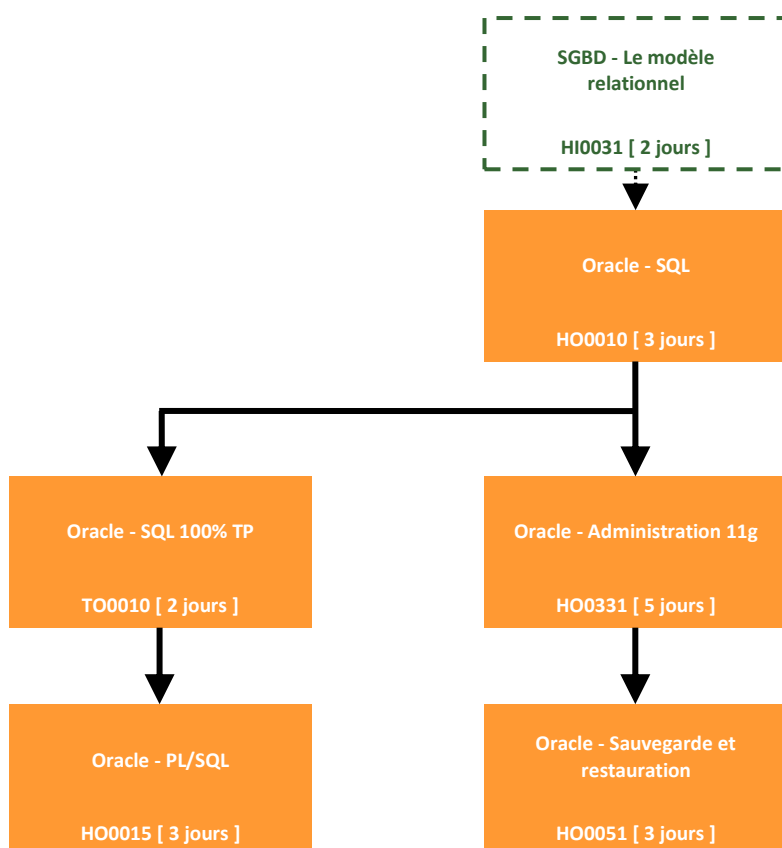 SGBD - Le modèle
relationnel
HI0031 [ 2 jours ]
Oracle - SQL
HO0010 [ 3 jours ]
Oracle - SQL 100% TP
TO0010 [ 2 jours ]
Oracle - Administration 11g
HO0331 [ 5 jours ]
Oracle - PL/SQL
HO0015 [ 3 jours ]
Oracle - Sauvegarde et
restauration
HO0051 [ 3 jours ]